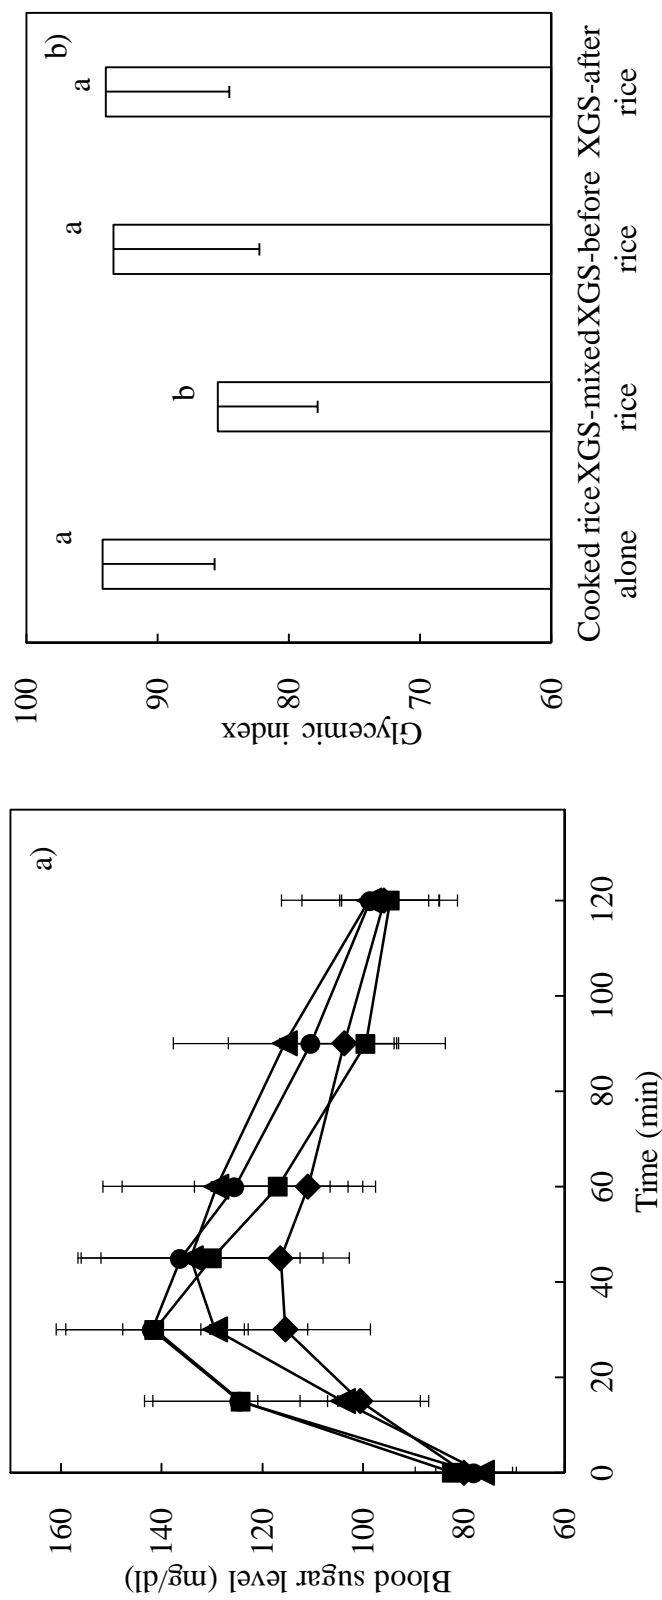 a)
160
140
120
100
80
60
Blood sugar level (mg/dl)
0
20
40
60
80
100
120
Time (min)
b)
100
90
80
70
60
Glycemic index
a
b
a
a
Cooked rice
alone
XGS-mixed
rice
XGS-before
rice
XGS-after
rice